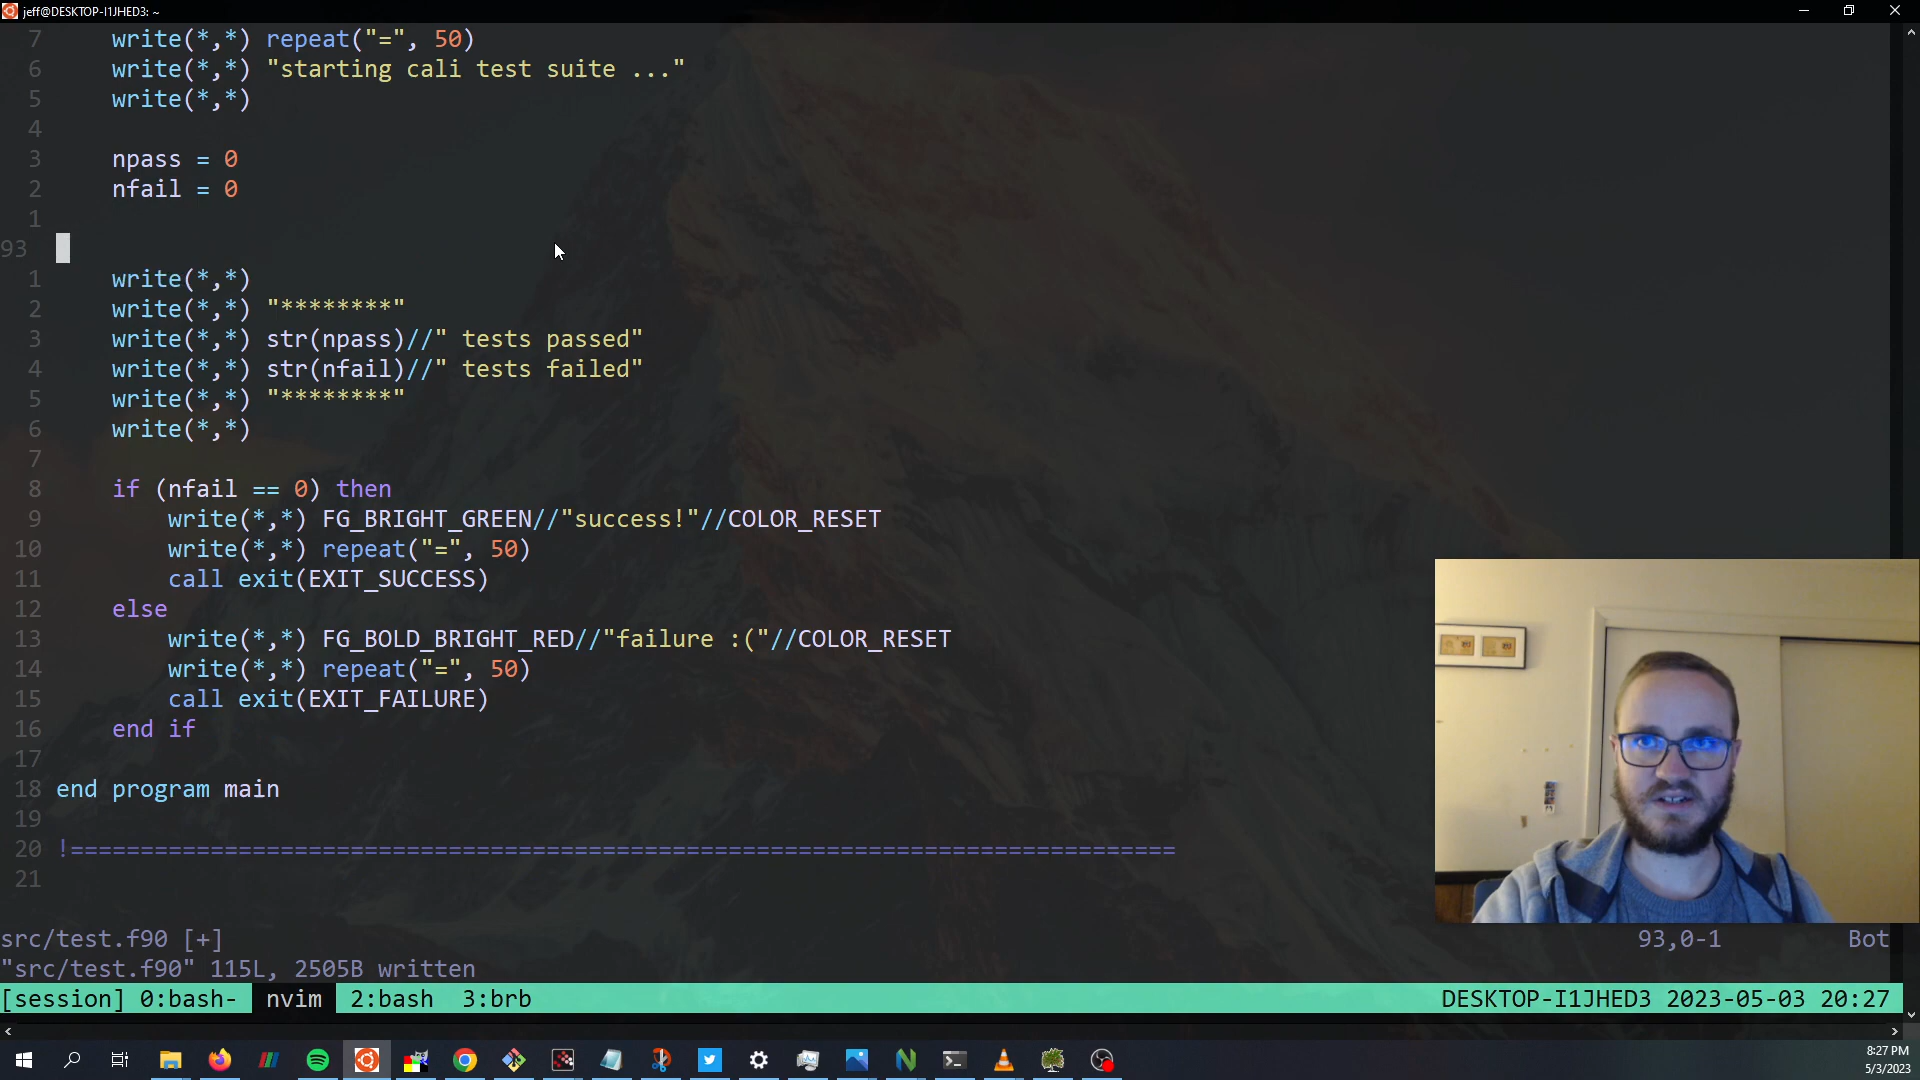 jeff@DESKTOP-I1JHED3: ~
7 write(*,*) repeat("=", 50)
6 write(*,*) "starting cali test suite ..."
5 write(*,*)
4
3 npass = 0
2 nfail = 0
1
93
1 write(*,*)
2 write(*,*) "********"
3 write(*,*) str(npass)//" tests passed"
4 write(*,*) str(nfail)//" tests failed"
5 write(*,*) "********"
6 write(*,*)
7
8 if (nfail == 0) then
9 write(*,*) FG_BRIGHT_GREEN//"success!"//COLOR_RESET
10 write(*,*) repeat("=", 50)
11 call exit(EXIT_SUCCESS)
12 else
13 write(*,*) FG_BOLD_BRIGHT_RED//"failure :("//COLOR_RESET
14 write(*,*) repeat("=", 50)
15 call exit(EXIT_FAILURE)
16 end if
17
18 end program main
19
20 !===============================================================================
21
src/test.f90 [+] 93,0-1 Bot
"src/test.f90" 115L, 2505B written
[session] 0:bash- nvim 2:bash 3:brb DESKTOP-I1JHED3 2023-05-03 20:27
8:27 PM
5/3/2023